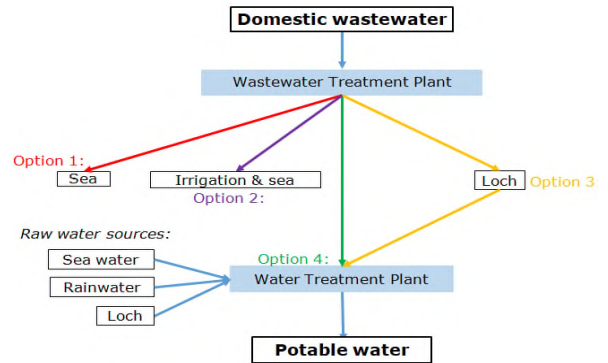 Domestic wastewater
Wastewater Treatment Plant
Option 1:
Sea
Irrigation & sea
Option 2:
Loch
Option 3
Raw water sources:
Sea water
Rainwater
Loch
Option 4:
Water Treatment Plant
Potable water